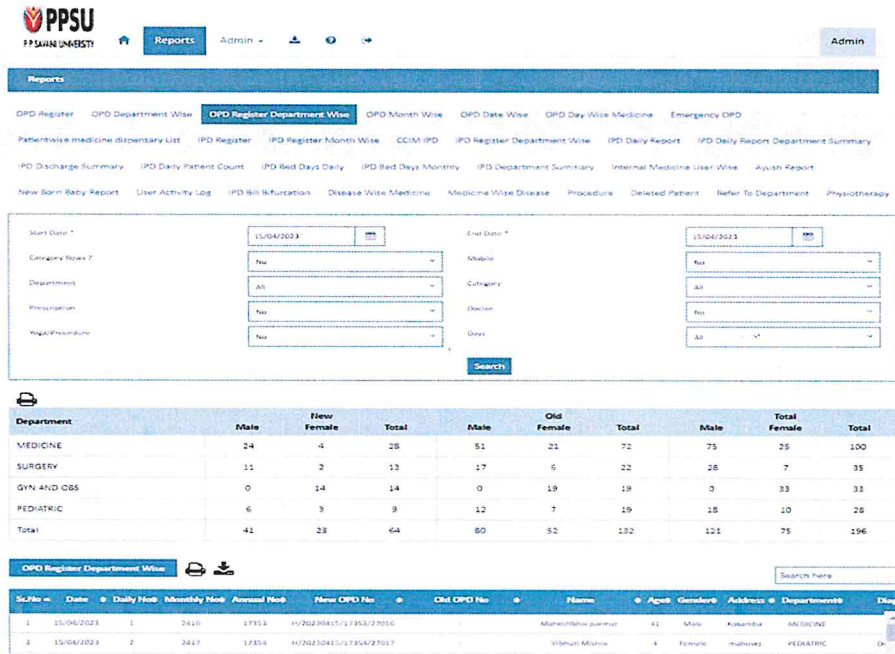 PPSU
P P SAVANI UNIVERSITY
Reports Admin
Admin
Reports
OPD Register OPD Department Wise OPD Register Department Wise OPD Month Wise OPD Date Wise OPD Day Wise Medicine Emergency OPD
Patientwise medicine dispensary List IPD Register IPD Register Month Wise CCIM IPD IPD Register Department Wise IPD Daily Report IPD Daily Report Department Summary
IPD Discharge Summary IPD Daily Patient Count IPD Bed Days Daily IPD Bed Days Monthly IPD Department Summary Internal Medicine User Wise Ayush Report
New Born Baby Report User Activity Log IPD Bill Bifurcation Disease Wise Medicine Medicine Wise Disease Procedure Deleted Patient Refer To Department Physiotherapy
Start Date * 15/04/2023 End Date * 15/04/2023
Category Rows ? No Mobile No
Department All Category All
Prescription No Doctor No
Yoga/Procedure No Days All
Search
Department New Old Total
Male Female Total Male Female Total Male Female Total
MEDICINE 24 4 28 51 21 72 75 25 100
SURGERY 11 2 13 17 5 22 28 7 35
GYN AND OBS 0 14 14 0 19 19 0 33 33
PEDIATRIC 6 3 9 12 7 19 18 10 28
Total 41 23 64 80 52 132 121 75 196
OPD Register Department Wise Search here
Sr.No Date Daily No Monthly No Annual No New OPD No Old OPD No Name Age Gender Address Department Diag
1 15/04/2023 1 2416 17353 H/20230415/17353/27016 - parmar 41 Male Kosamba MEDICINE
2 15/04/2023 2 2417 17354 H/20230415/17354/27017 Vibhuti Mishra 4 Female PEDIATRIC